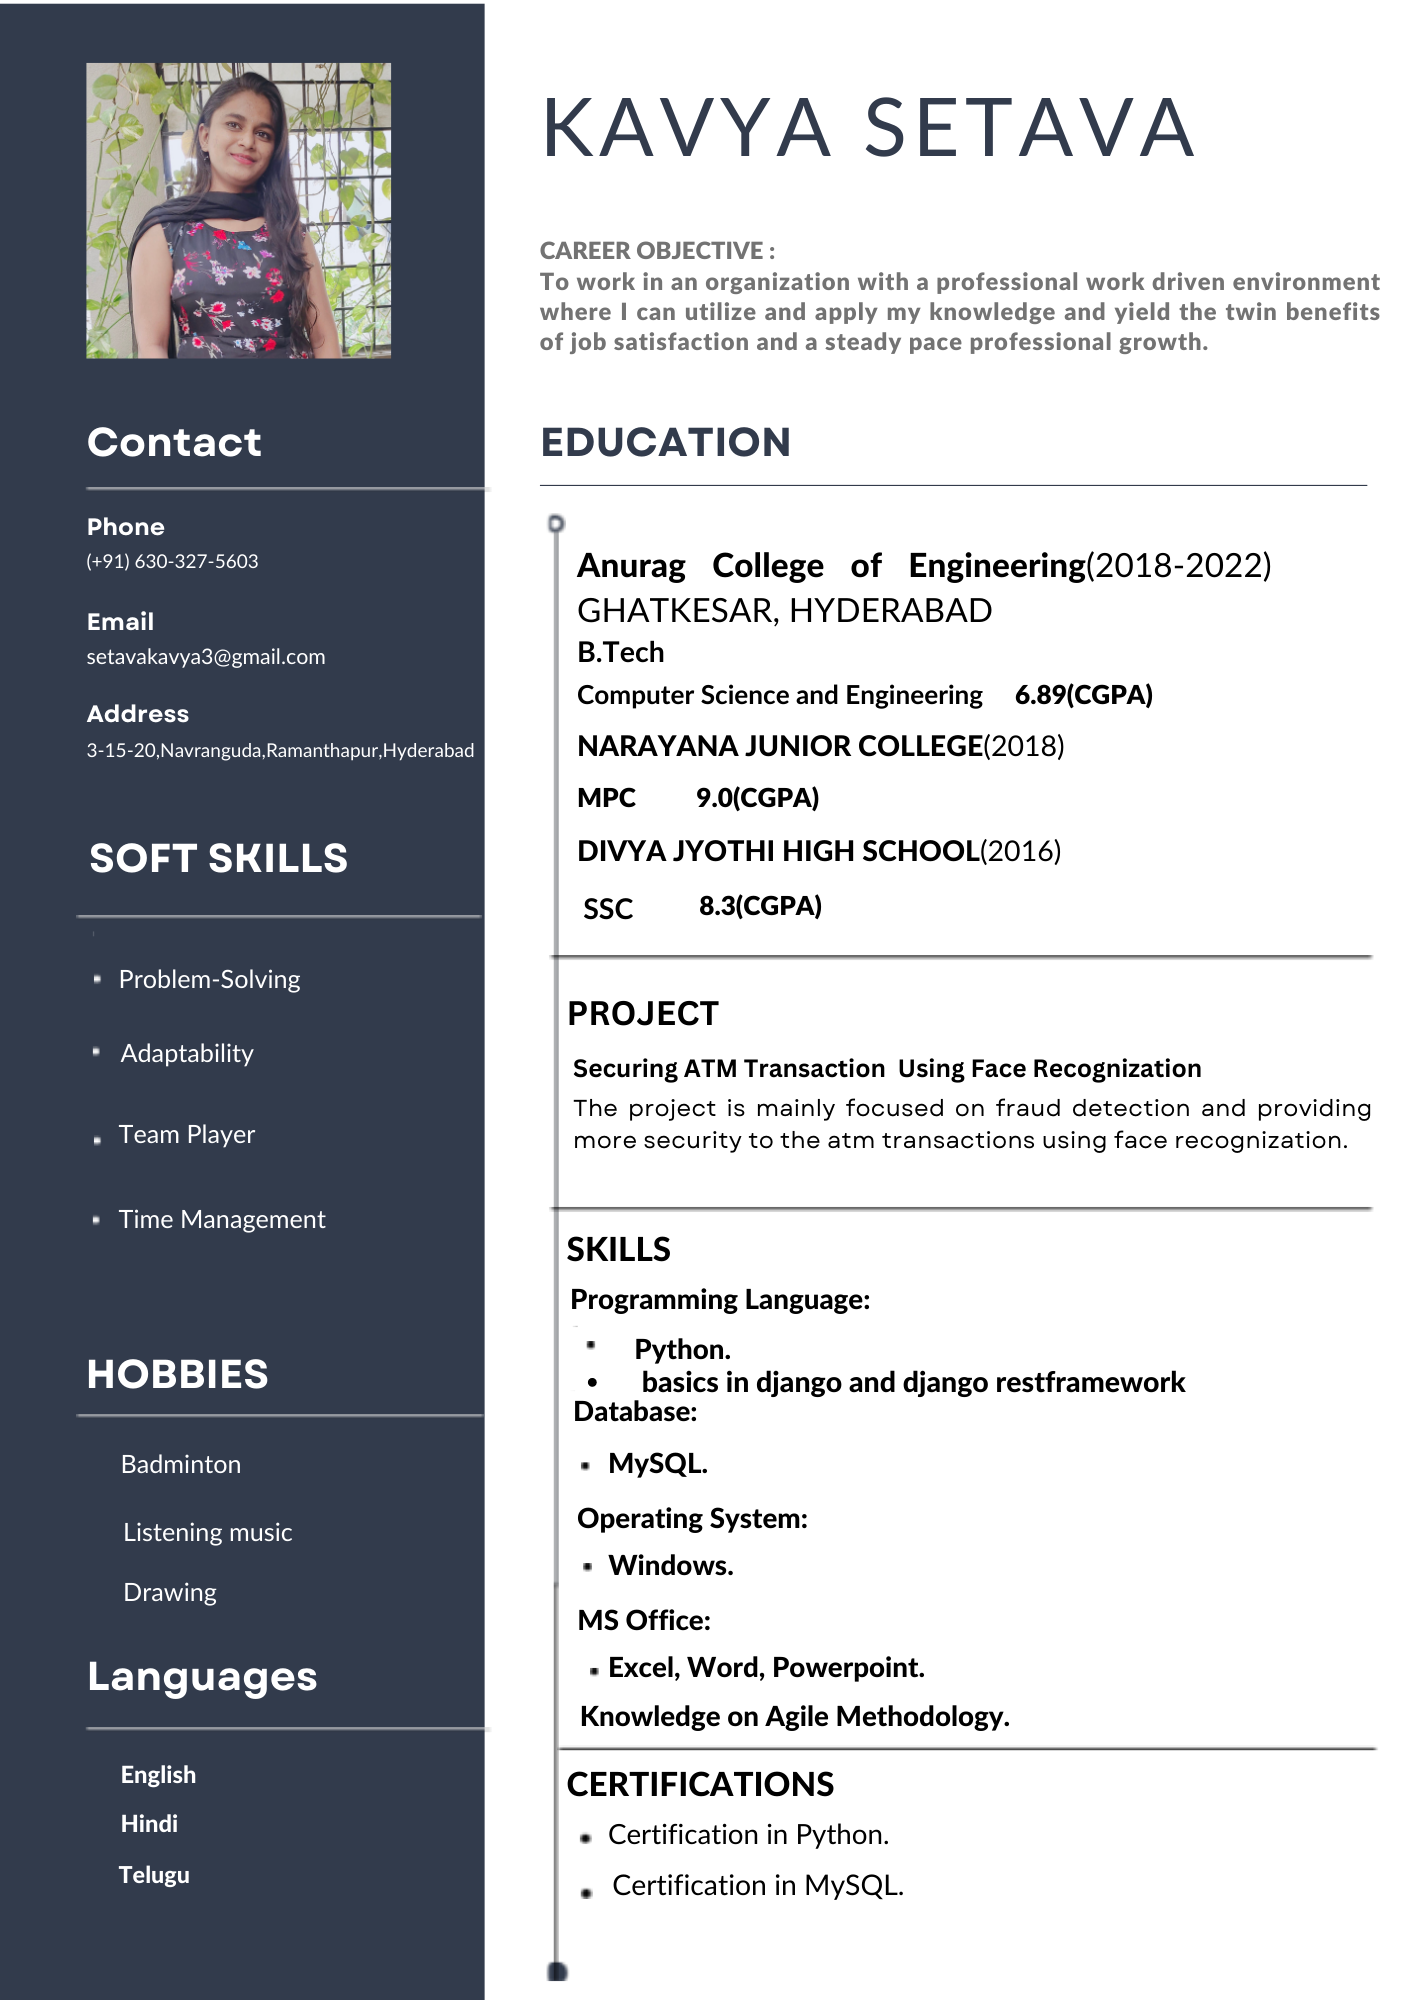 KAVYA SETAVA
CAREER OBJECTIVE :
To work in an organization with a professional work driven environment
where I can utilize and apply my knowledge and yield the twin benefits
of job satisfaction and a steady pace professional growth.
Contact
Phone
(+91) 630-327-5603
Email
setavakavya3@gmail.com
Address
3-15-20,Navranguda,Ramanthapur,Hyderabad
SOFT SKILLS
Problem-Solving
Adaptability
Team Player
Time Management
HOBBIES
Badminton
Listening music
Drawing
Languages
English
Hindi
Telugu
EDUCATION
Anurag College of Engineering(2018-2022)
GHATKESAR, HYDERABAD
B.Tech
Computer Science and Engineering 6.89(CGPA)
NARAYANA JUNIOR COLLEGE(2018)
MPC 9.0(CGPA)
DIVYA JYOTHI HIGH SCHOOL(2016)
SSC 8.3(CGPA)
PROJECT
Securing ATM Transaction Using Face Recognization
The project is mainly focused on fraud detection and providing
more security to the atm transactions using face recognization.
SKILLS
Programming Language:
• Python.
• basics in django and django restframework
Database:
• MySQL.
Operating System:
• Windows.
MS Office:
• Excel, Word, Powerpoint.
Knowledge on Agile Methodology.
CERTIFICATIONS
• Certification in Python.
• Certification in MySQL.